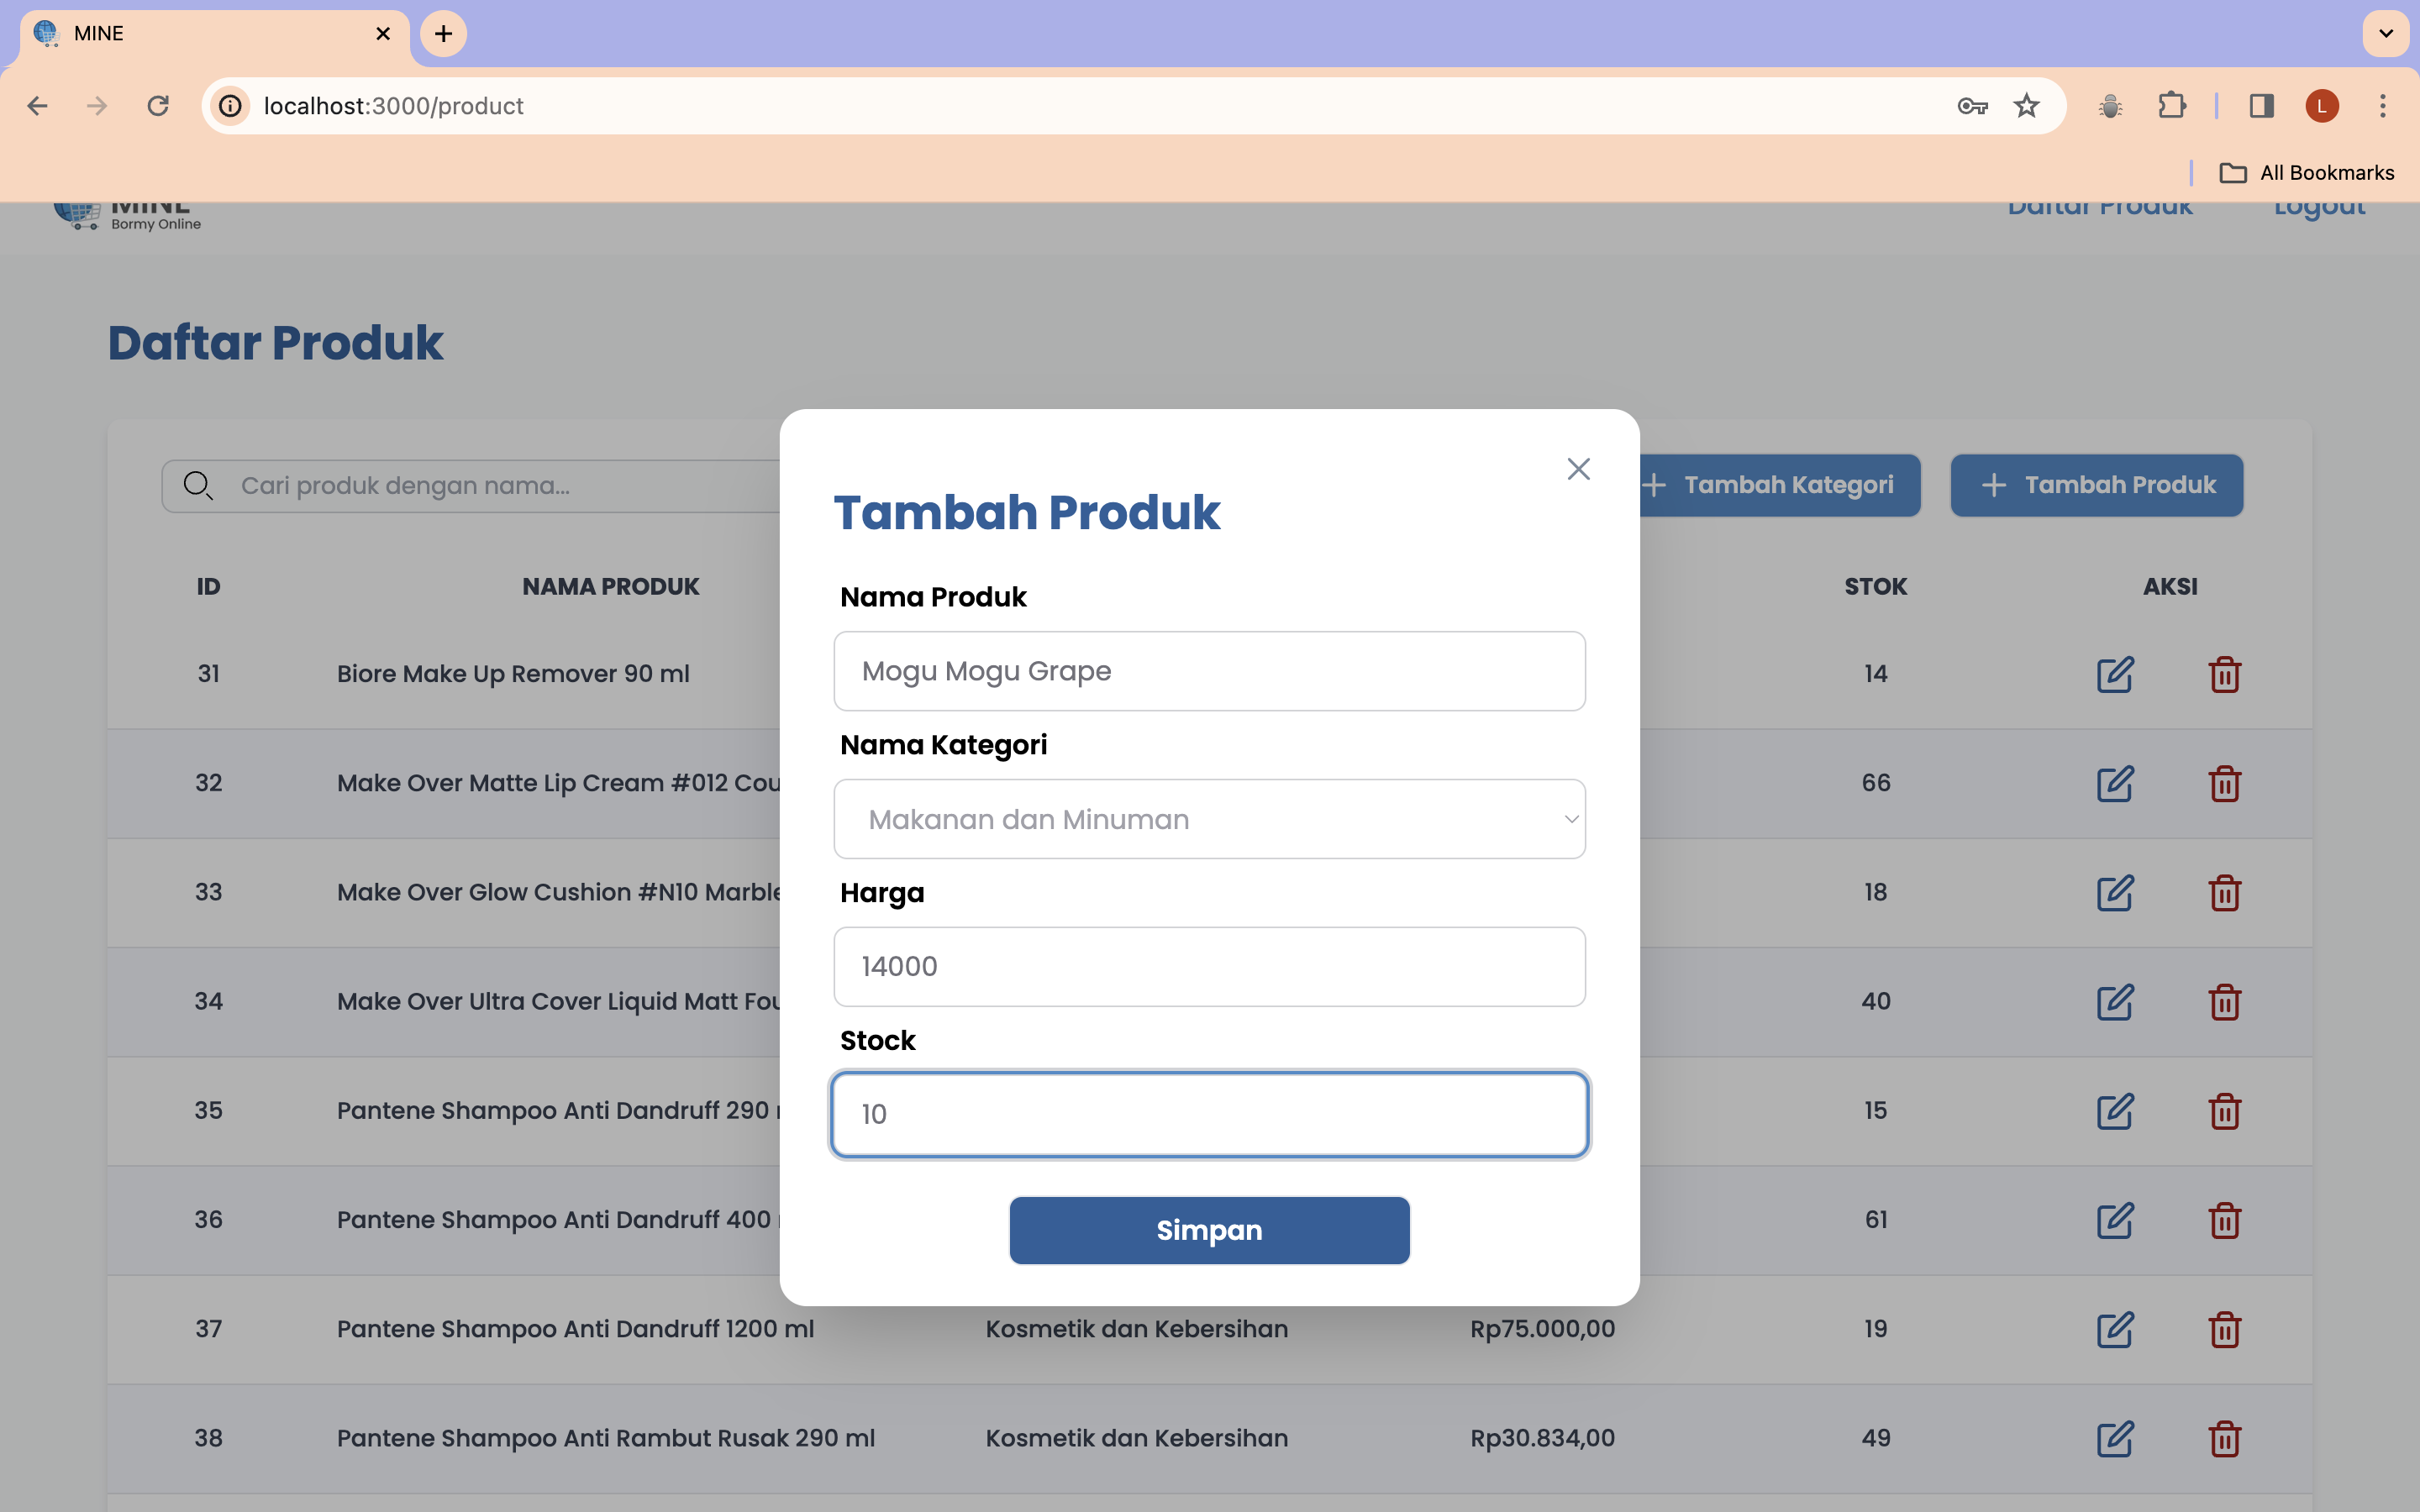 MINE
localhost:3000/product
L
All Bookmarks
MINE
Bormy Online
Daftar Produk
Logout
Daftar Produk
Cari produk dengan nama...
Tambah Kategori
Tambah Produk
ID
NAMA PRODUK
STOK
AKSI
31 Biore Make Up Remover 90 ml 14
32 Make Over Matte Lip Cream #012 Cou 66
33 Make Over Glow Cushion #N10 Marble 18
34 Make Over Ultra Cover Liquid Matt Fou 40
35 Pantene Shampoo Anti Dandruff 290 15
36 Pantene Shampoo Anti Dandruff 400 61
37 Pantene Shampoo Anti Dandruff 1200 ml Kosmetik dan Kebersihan Rp75.000,00 19
38 Pantene Shampoo Anti Rambut Rusak 290 ml Kosmetik dan Kebersihan Rp30.834,00 49
Tambah Produk
Nama Produk
Mogu Mogu Grape
Nama Kategori
Makanan dan Minuman
Harga
14000
Stock
10
Simpan